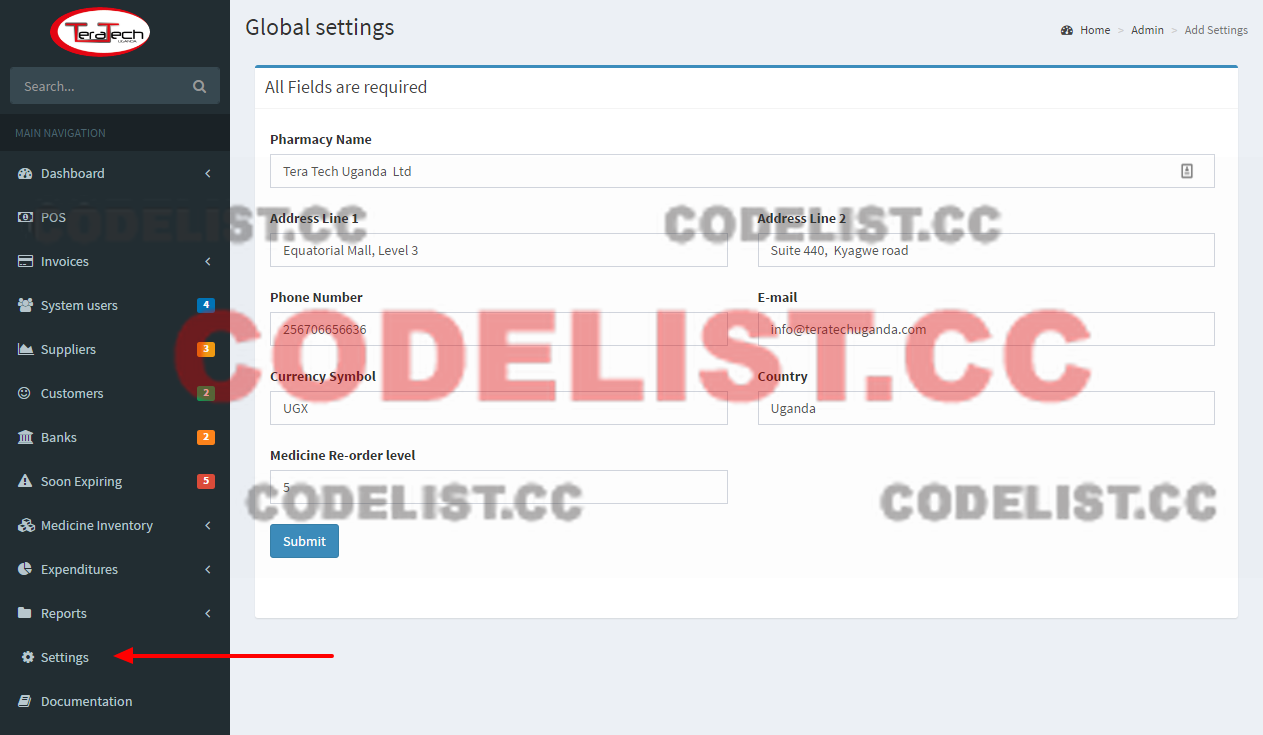 TeraTech
UGANDA
Search...
MAIN NAVIGATION
Dashboard
POS
Invoices
System users 4
Suppliers 3
Customers 2
Banks 2
Soon Expiring 5
Medicine Inventory
Expenditures
Reports
Settings
Documentation
Global settings
Home > Admin > Add Settings
All Fields are required
Pharmacy Name
Tera Tech Uganda Ltd
Address Line 1
Equatorial Mall, Level 3
Address Line 2
Suite 440, Kyagwe road
Phone Number
256706656636
E-mail
info@teratechuganda.com
Currency Symbol
UGX
Country
Uganda
Medicine Re-order level
5
Submit
CODELIST.CC
CODELIST.CC
CODELIST.CC
CODELIST.CC
CODELIST.CC